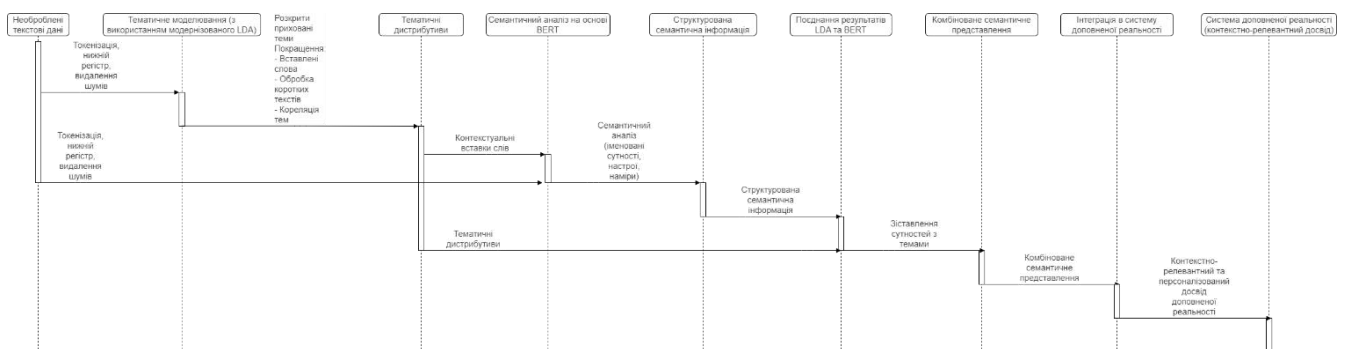 Необроблені
текстові дані
Тематичне моделювання (з
використанням модернізованого LDA)
Розкрити
приховані
теми
Покращення:
- Вставлені
слова
- Обробка
коротких
текстів
- Кореляція
тем
Тематичні
дистрибутиви
Семантичний аналіз на основі
BERT
Структурована
семантична інформація
Поєднання результатів
LDA та BERT
Комбіноване семантичне
представлення
Інтеграція в систему
доповненої реальності
Система доповненої реальності
(контекстно-релевантний досвід)
Токенізація,
нижній
регістр,
видалення
шумів
Токенізація,
нижній
регістр,
видалення
шумів
Контекстуальні
вставки слів
Семантичний
аналіз
(іменовані
сутності,
настрої,
наміри)
Структурована
семантична
інформація
Тематичні
дистрибутиви
Зіставлення
сутностей з
темами
Комбіноване
семантичне
представлення
Контекстно-
релевантний та
персоналізований
досвід
доповненої
реальності